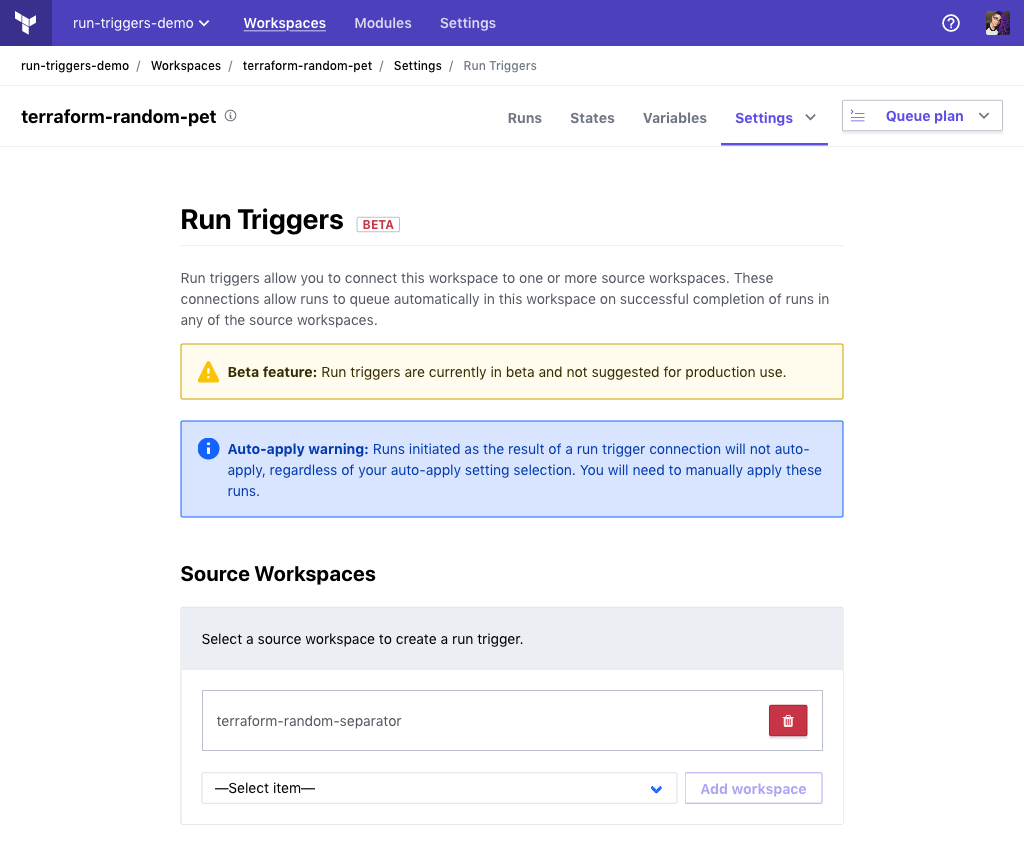 run-triggers-demo Workspaces Modules Settings
run-triggers-demo / Workspaces / terraform-random-pet / Settings / Run Triggers
terraform-random-pet Runs States Variables Settings Queue plan
Run Triggers BETA
Run triggers allow you to connect this workspace to one or more source workspaces. These
connections allow runs to queue automatically in this workspace on successful completion of runs in
any of the source workspaces.
Beta feature: Run triggers are currently in beta and not suggested for production use.
Auto-apply warning: Runs initiated as the result of a run trigger connection will not auto-
apply, regardless of your auto-apply setting selection. You will need to manually apply these
runs.
Source Workspaces
Select a source workspace to create a run trigger.
terraform-random-separator
—Select item— Add workspace